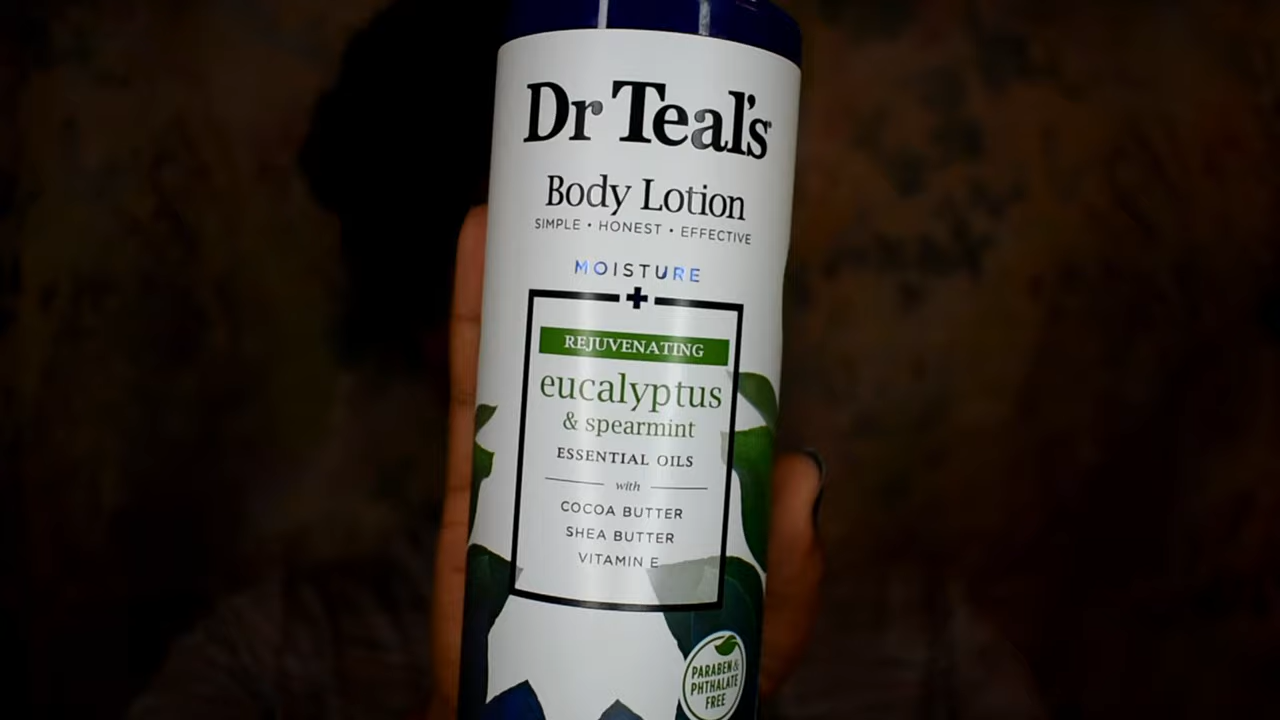 Dr Teal's®
Body Lotion
SIMPLE • HONEST • EFFECTIVE
MOISTURE
+
REJUVENATING
eucalyptus
& spearmint
ESSENTIAL OILS
with
COCOA BUTTER
SHEA BUTTER
VITAMIN E
PARABEN &
PHTHALATE
FREE